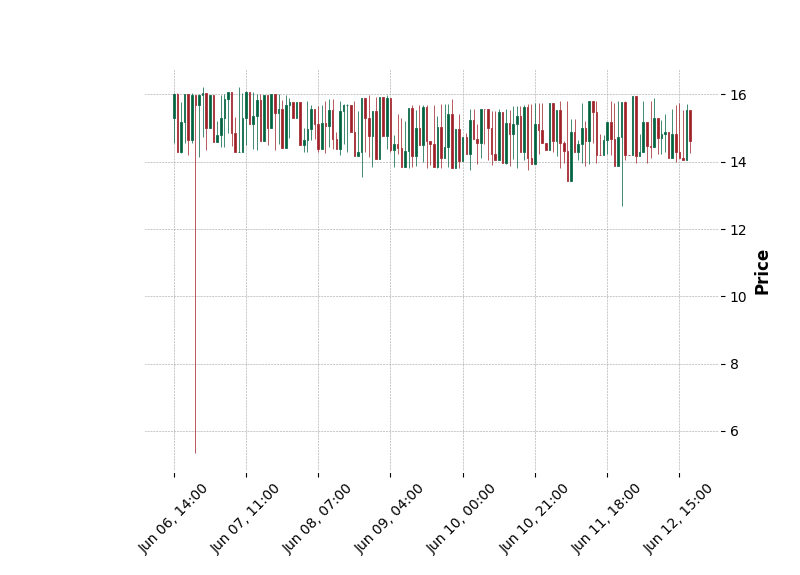 16
14
12
10
8
6
Price
Jun 06, 14:00
Jun 07, 11:00
Jun 08, 07:00
Jun 09, 04:00
Jun 10, 00:00
Jun 10, 21:00
Jun 11, 18:00
Jun 12, 15:00